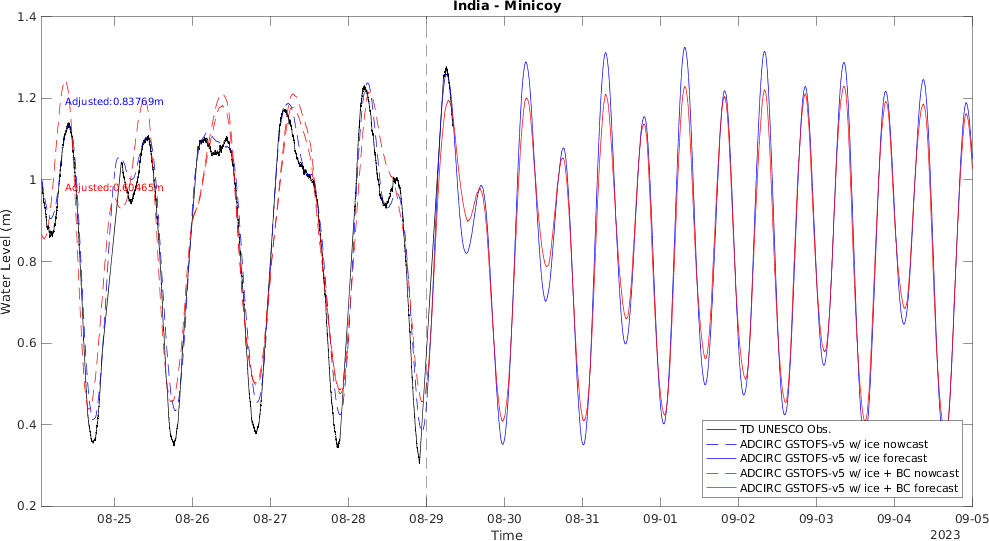 India - Minicoy
1.4
1.2
1
0.8
0.6
0.4
0.2
Water Level (m)
Adjusted:0.83769m
Adjusted:0.60465m
TD UNESCO Obs.
ADCIRC GSTOFS-v5 w/ ice nowcast
ADCIRC GSTOFS-v5 w/ ice forecast
ADCIRC GSTOFS-v5 w/ ice + BC nowcast
ADCIRC GSTOFS-v5 w/ ice + BC forecast
08-25 08-26 08-27 08-28 08-29 08-30 08-31 09-01 09-02 09-03 09-04 09-05
Time
2023